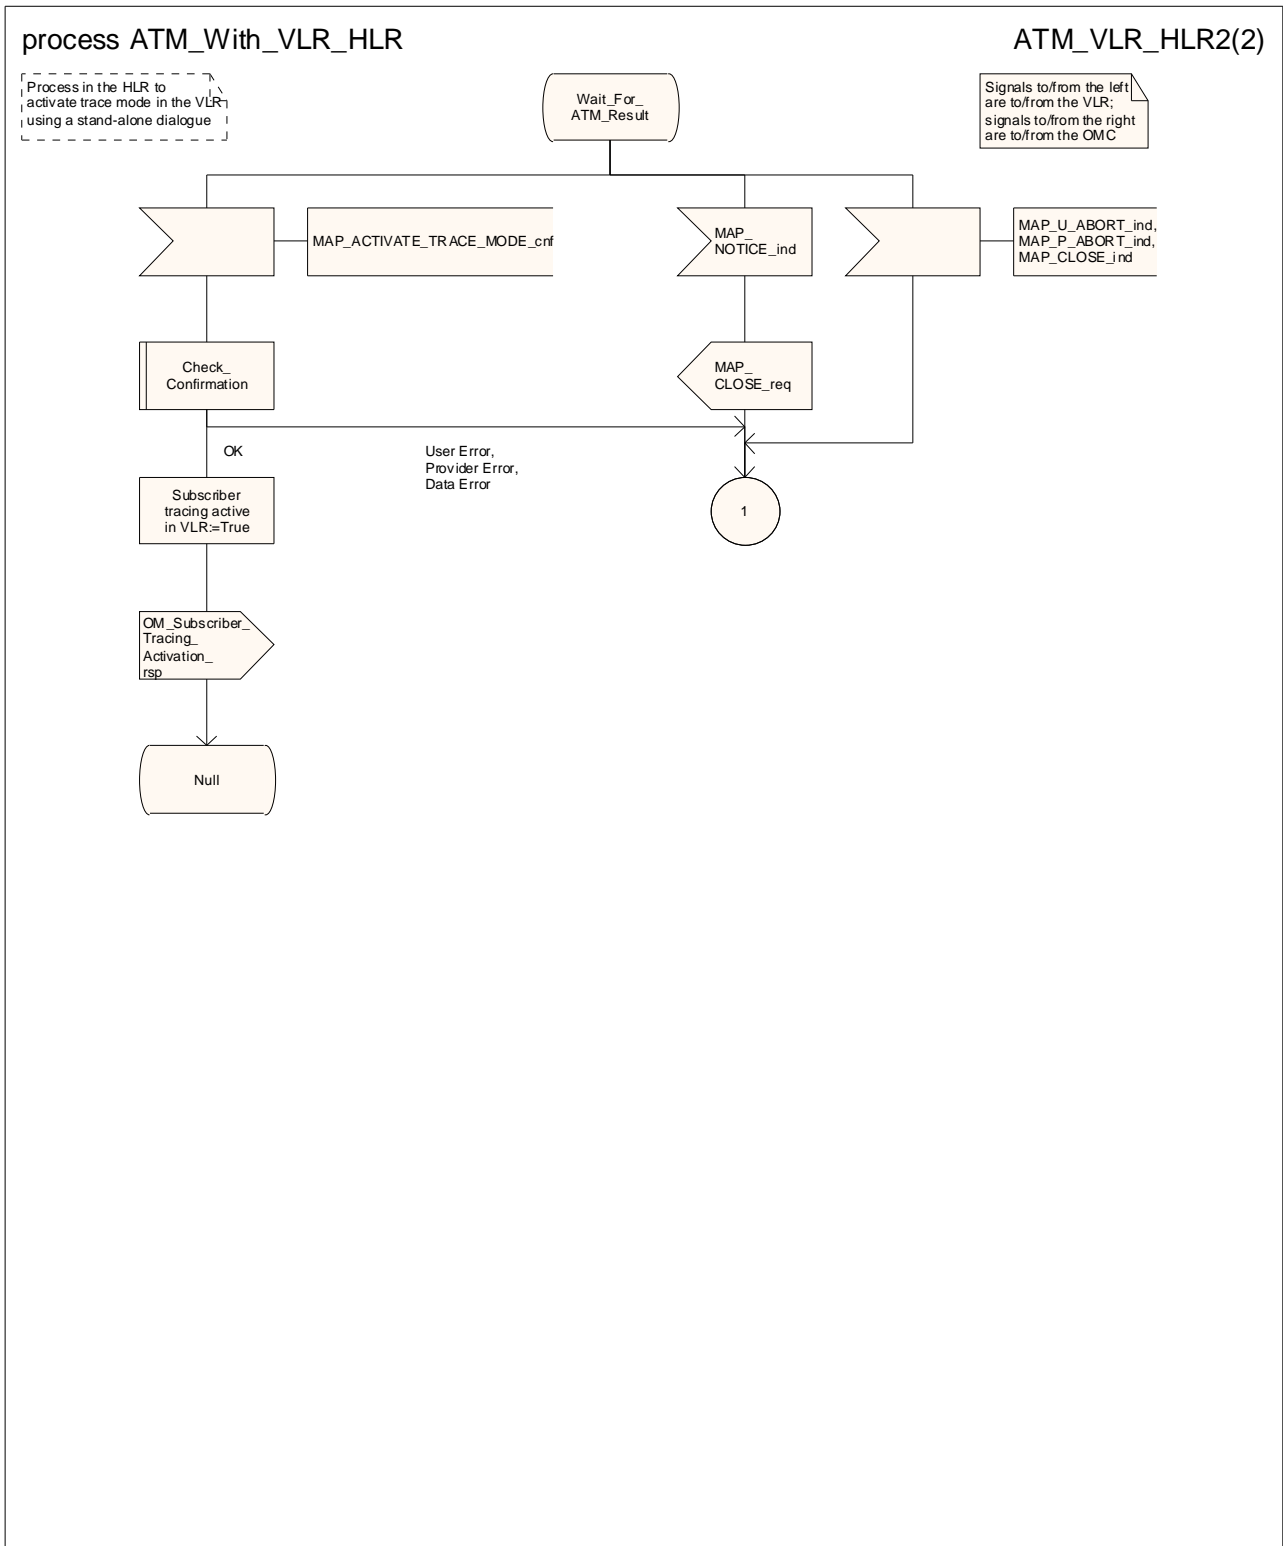 process ATM_With_VLR_HLR
ATM_VLR_HLR2(2)
Process in the HLR to
activate trace mode in the VLR
using a stand-alone dialogue
Wait_For_
ATM_Result
Signals to/from the left
are to/from the VLR;
signals to/from the right
are to/from the OMC
MAP_ACTIVATE_TRACE_MODE_cnf
MAP_
NOTICE_ind
MAP_U_ABORT_ind,
MAP_P_ABORT_ind,
MAP_CLOSE_ind
Check_
Confirmation
MAP_
CLOSE_req
OK
User Error,
Provider Error,
Data Error
Subscriber
tracing active
in VLR:=True
1
OM_Subscriber_
Tracing_
Activation_
rsp
Null